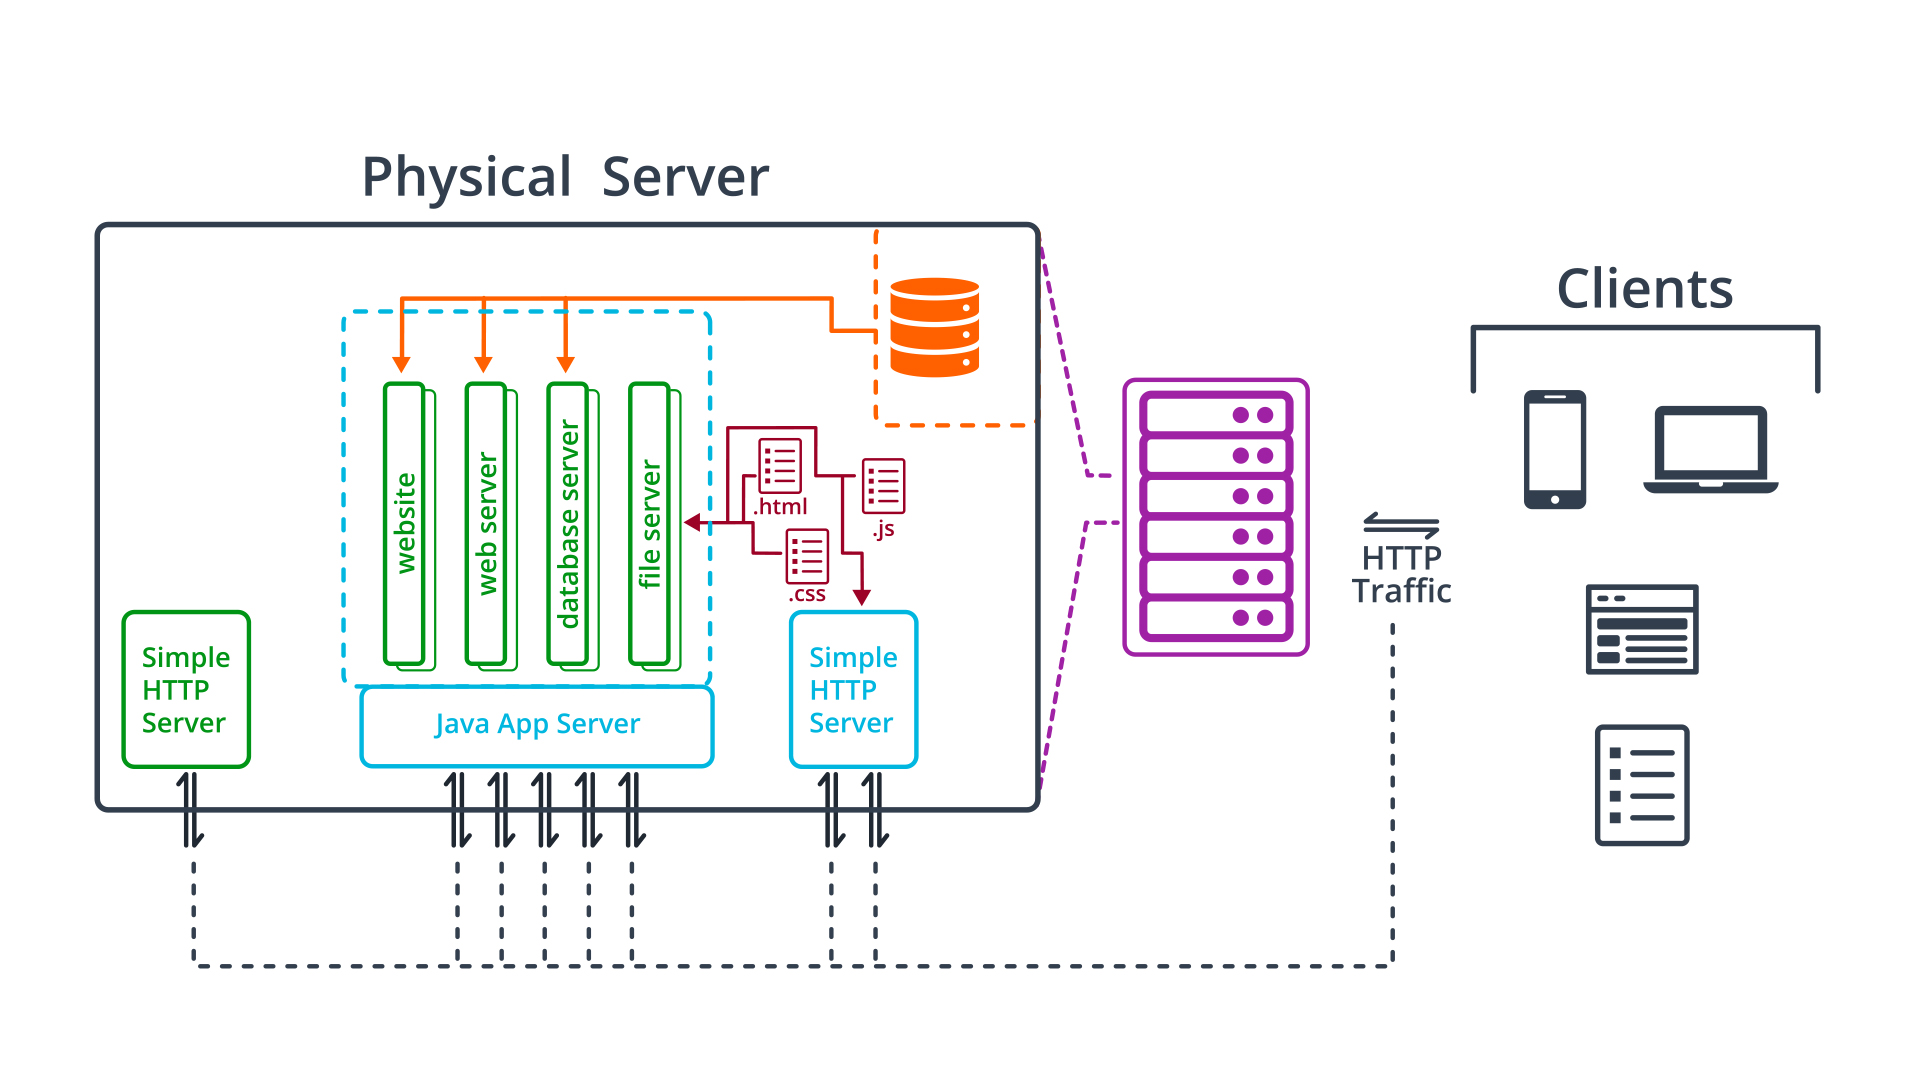 Physical Server
Clients
website
web server
database server
file server
.html
.js
.css
HTTP
Traffic
Simple
HTTP
Server
Java App Server
Simple
HTTP
Server